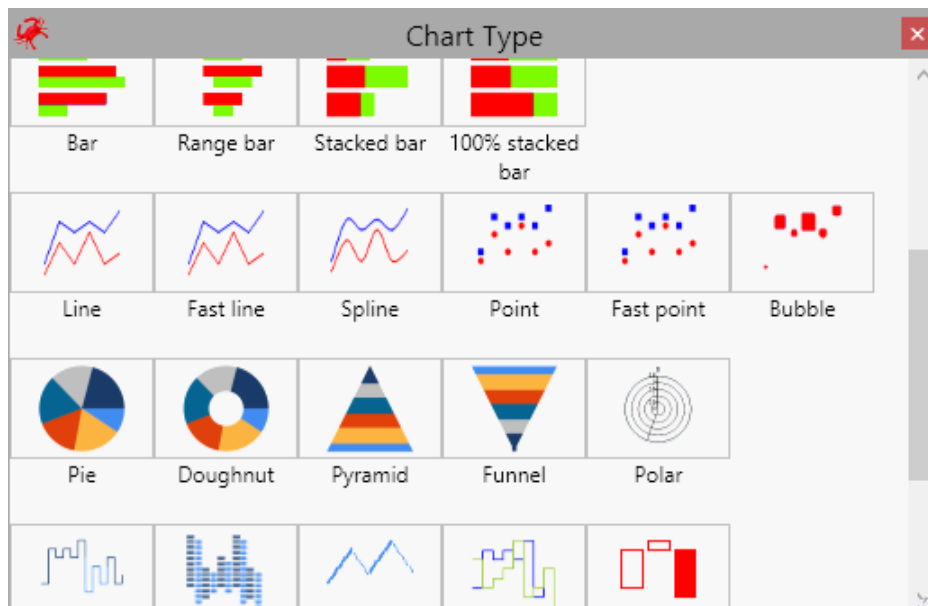 Chart Type
Bar
Range bar
Stacked bar
100% stacked
bar
Line
Fast line
Spline
Point
Fast point
Bubble
Pie
Doughnut
Pyramid
Funnel
Polar